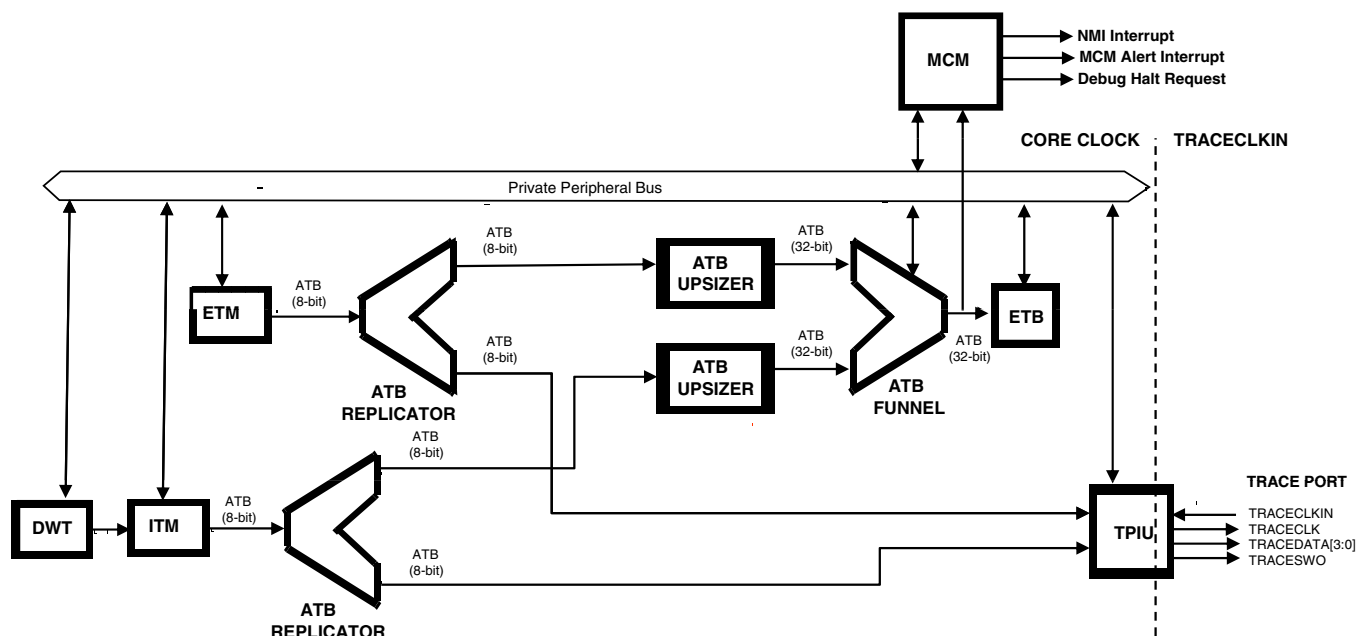 MCM
NMI Interrupt
MCM Alert Interrupt
Debug Halt Request
CORE CLOCK
TRACECLKIN
Private Peripheral Bus
ATB
(8-bit)
ATB
UPSIZER
ATB
(32-bit)
ETM
ATB
(8-bit)
ATB
(8-bit)
ATB
(32-bit)
ETB
ATB
(32-bit)
ATB
UPSIZER
ATB
REPLICATOR
ATB
FUNNEL
ATB
(8-bit)
DWT
ITM
ATB
(8-bit)
ATB
(8-bit)
ATB
REPLICATOR
TPIU
TRACE PORT
TRACECLKIN
TRACECLK
TRACEDATA[3:0]
TRACESWO